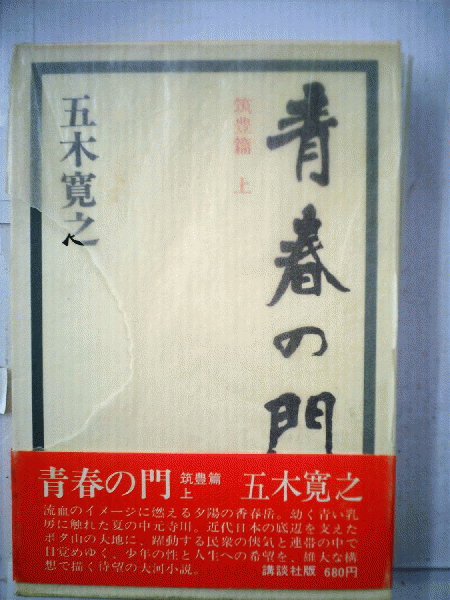 青春の門
筑豊篇 上
五木寛之
青春の門 筑豊篇 上 五木寛之
流血のイメージに燃える夕陽の香春岳。幼く青い乳
房に触れた夏の中元寺川。近代日本の底辺を支えた
ボタ山の大地に、躍動する民衆の俠気と連帯の中で
目覚めゆく、少年の性と人生への希望を、雄大な構
想で描く待望の大河小説。 講談社版 680円